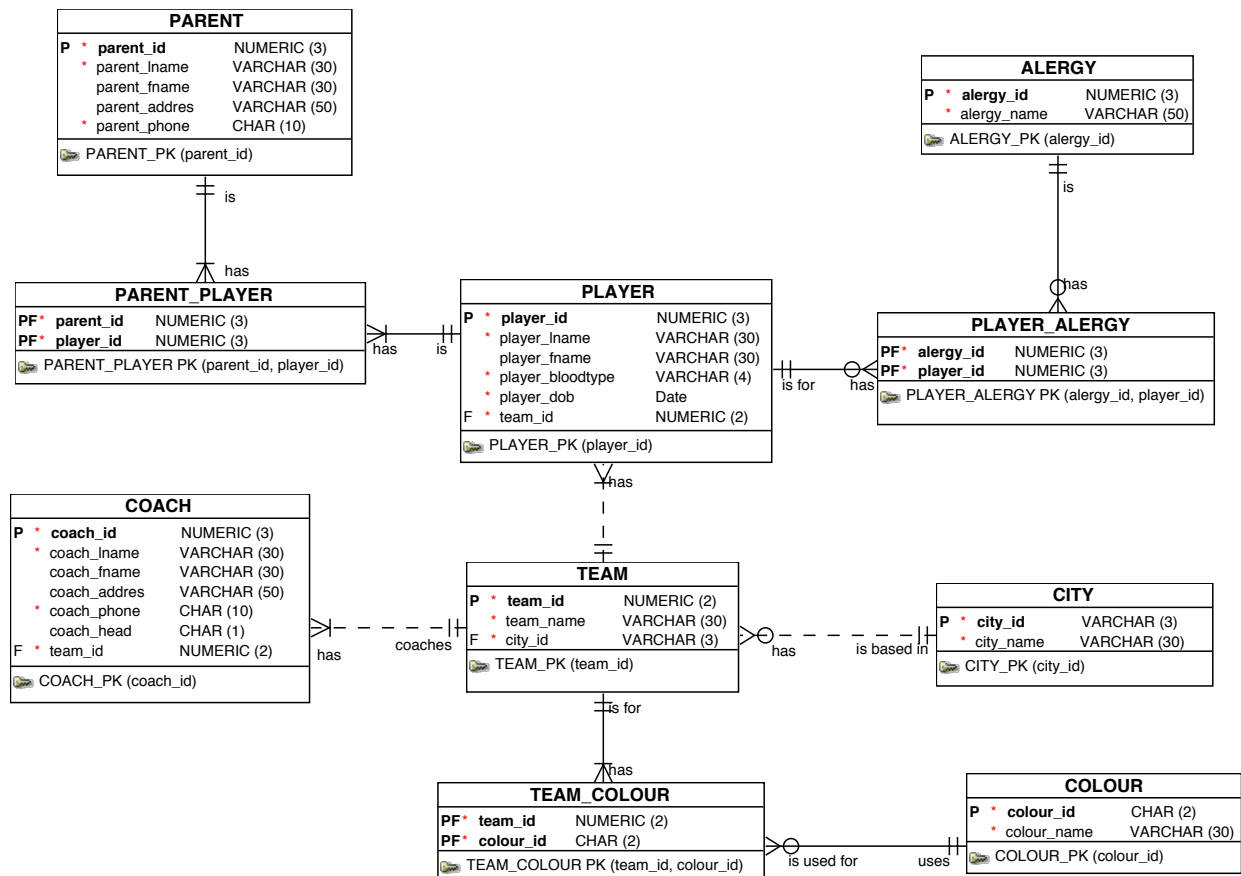 PARENT
P * parent_id NUMERIC (3)
* parent_lname VARCHAR (30)
parent_fname VARCHAR (30)
parent_addres VARCHAR (50)
* parent_phone CHAR (10)
PARENT_PK (parent_id)
is
has
ALERGY
P * alergy_id NUMERIC (3)
* alergy_name VARCHAR (50)
ALERGY_PK (alergy_id)
is
has
PARENT_PLAYER
PF* parent_id NUMERIC (3)
PF* player_id NUMERIC (3)
PARENT_PLAYER PK (parent_id, player_id)
has
is
PLAYER
P * player_id NUMERIC (3)
* player_lname VARCHAR (30)
player_fname VARCHAR (30)
* player_bloodtype VARCHAR (4)
* player_dob Date
F * team_id NUMERIC (2)
PLAYER_PK (player_id)
is for
has
PLAYER_ALERGY
PF* alergy_id NUMERIC (3)
PF* player_id NUMERIC (3)
PLAYER_ALERGY PK (alergy_id, player_id)
has
COACH
P * coach_id NUMERIC (3)
* coach_lname VARCHAR (30)
coach_fname VARCHAR (30)
coach_addres VARCHAR (50)
* coach_phone CHAR (10)
coach_head CHAR (1)
F * team_id NUMERIC (2)
COACH_PK (coach_id)
has
coaches
TEAM
P * team_id NUMERIC (2)
* team_name VARCHAR (30)
F * city_id VARCHAR (3)
TEAM_PK (team_id)
has
is based in
CITY
P * city_id VARCHAR (3)
* city_name VARCHAR (30)
CITY_PK (city_id)
is for
has
TEAM_COLOUR
PF* team_id NUMERIC (2)
PF* colour_id CHAR (2)
TEAM_COLOUR PK (team_id, colour_id)
is used for
uses
COLOUR
P * colour_id CHAR (2)
* colour_name VARCHAR (30)
COLOUR_PK (colour_id)